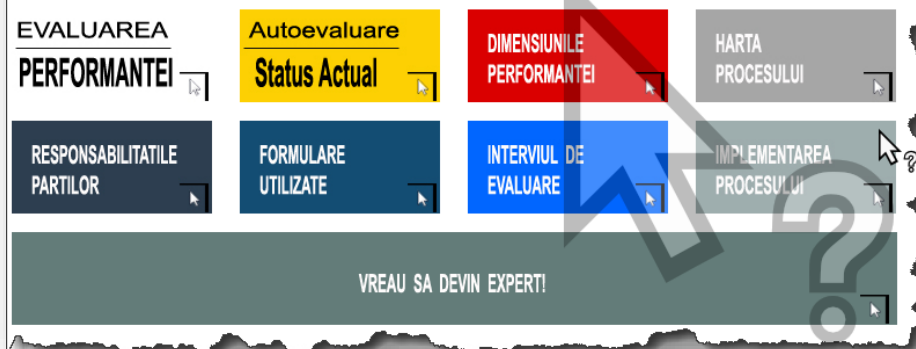 EVALUAREA
PERFORMANTEI
Autoevaluare
Status Actual
DIMENSIUNILE
PERFORMANTEI
HARTA
PROCESULUI
RESPONSABILITATILE
PARTILOR
FORMULARE
UTILIZATE
INTERVIUL DE
EVALUARE
IMPLEMENTAREA
PROCESULUI
VREAU SA DEVIN EXPERT!